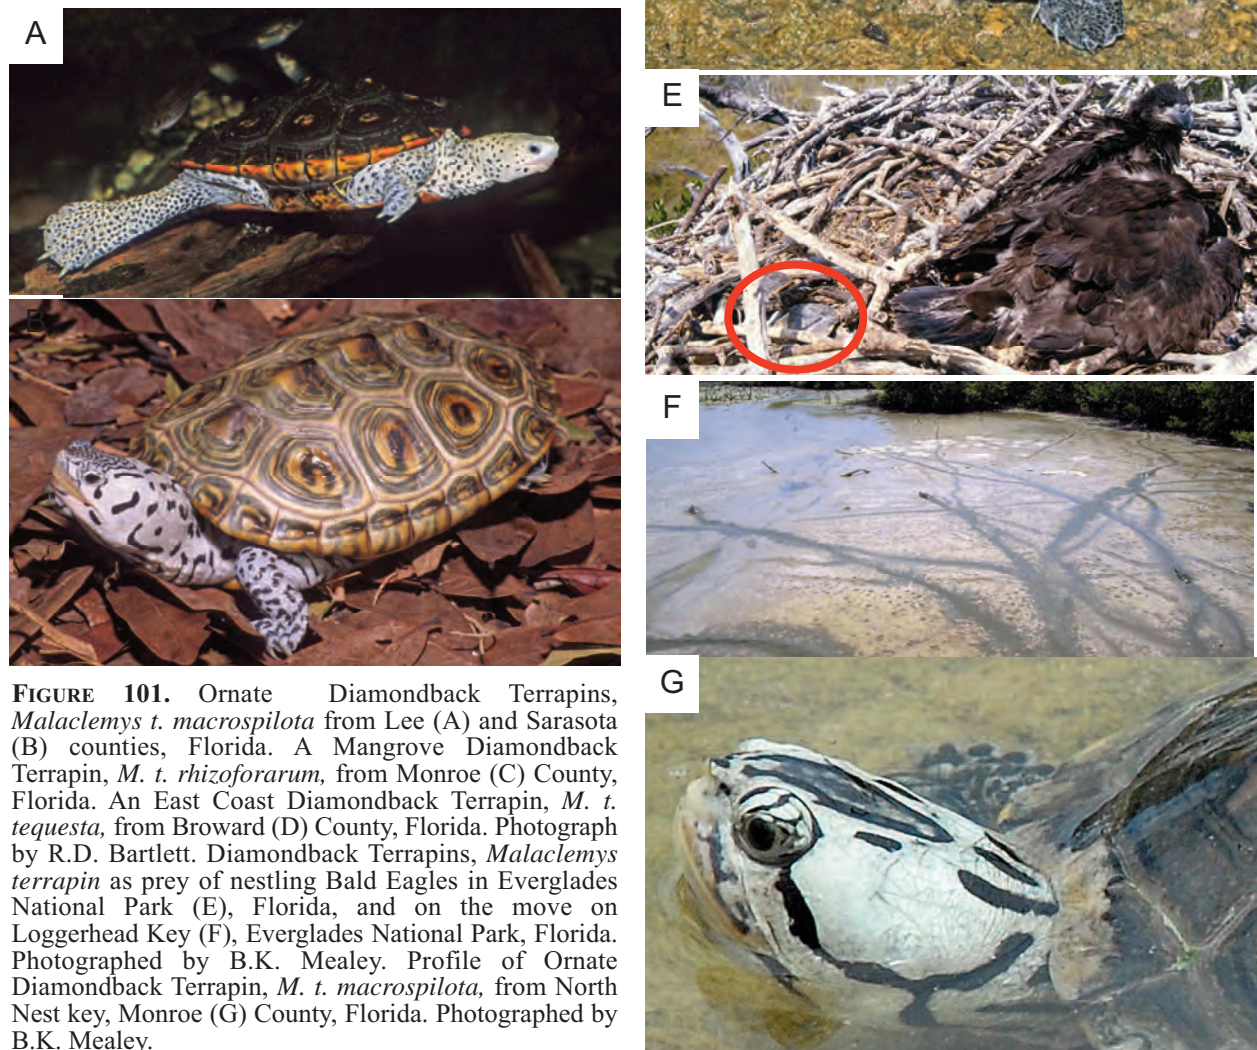 A
B
FIGURE 101. Ornate Diamondback Terrapins,
Malaclemys t. macrospilota from Lee (A) and Sarasota
(B) counties, Florida. A Mangrove Diamondback
Terrapin, M. t. rhizoforarum, from Monroe (C) County,
Florida. An East Coast Diamondback Terrapin, M. t.
tequesta, from Broward (D) County, Florida. Photograph
by R.D. Bartlett. Diamondback Terrapins, Malaclemys
terrapin as prey of nestling Bald Eagles in Everglades
National Park (E), Florida, and on the move on
Loggerhead Key (F), Everglades National Park, Florida.
Photographed by B.K. Mealey. Profile of Ornate
Diamondback Terrapin, M. t. macrospilota, from North
Nest key, Monroe (G) County, Florida. Photographed by
B.K. Mealey.
E
F
G